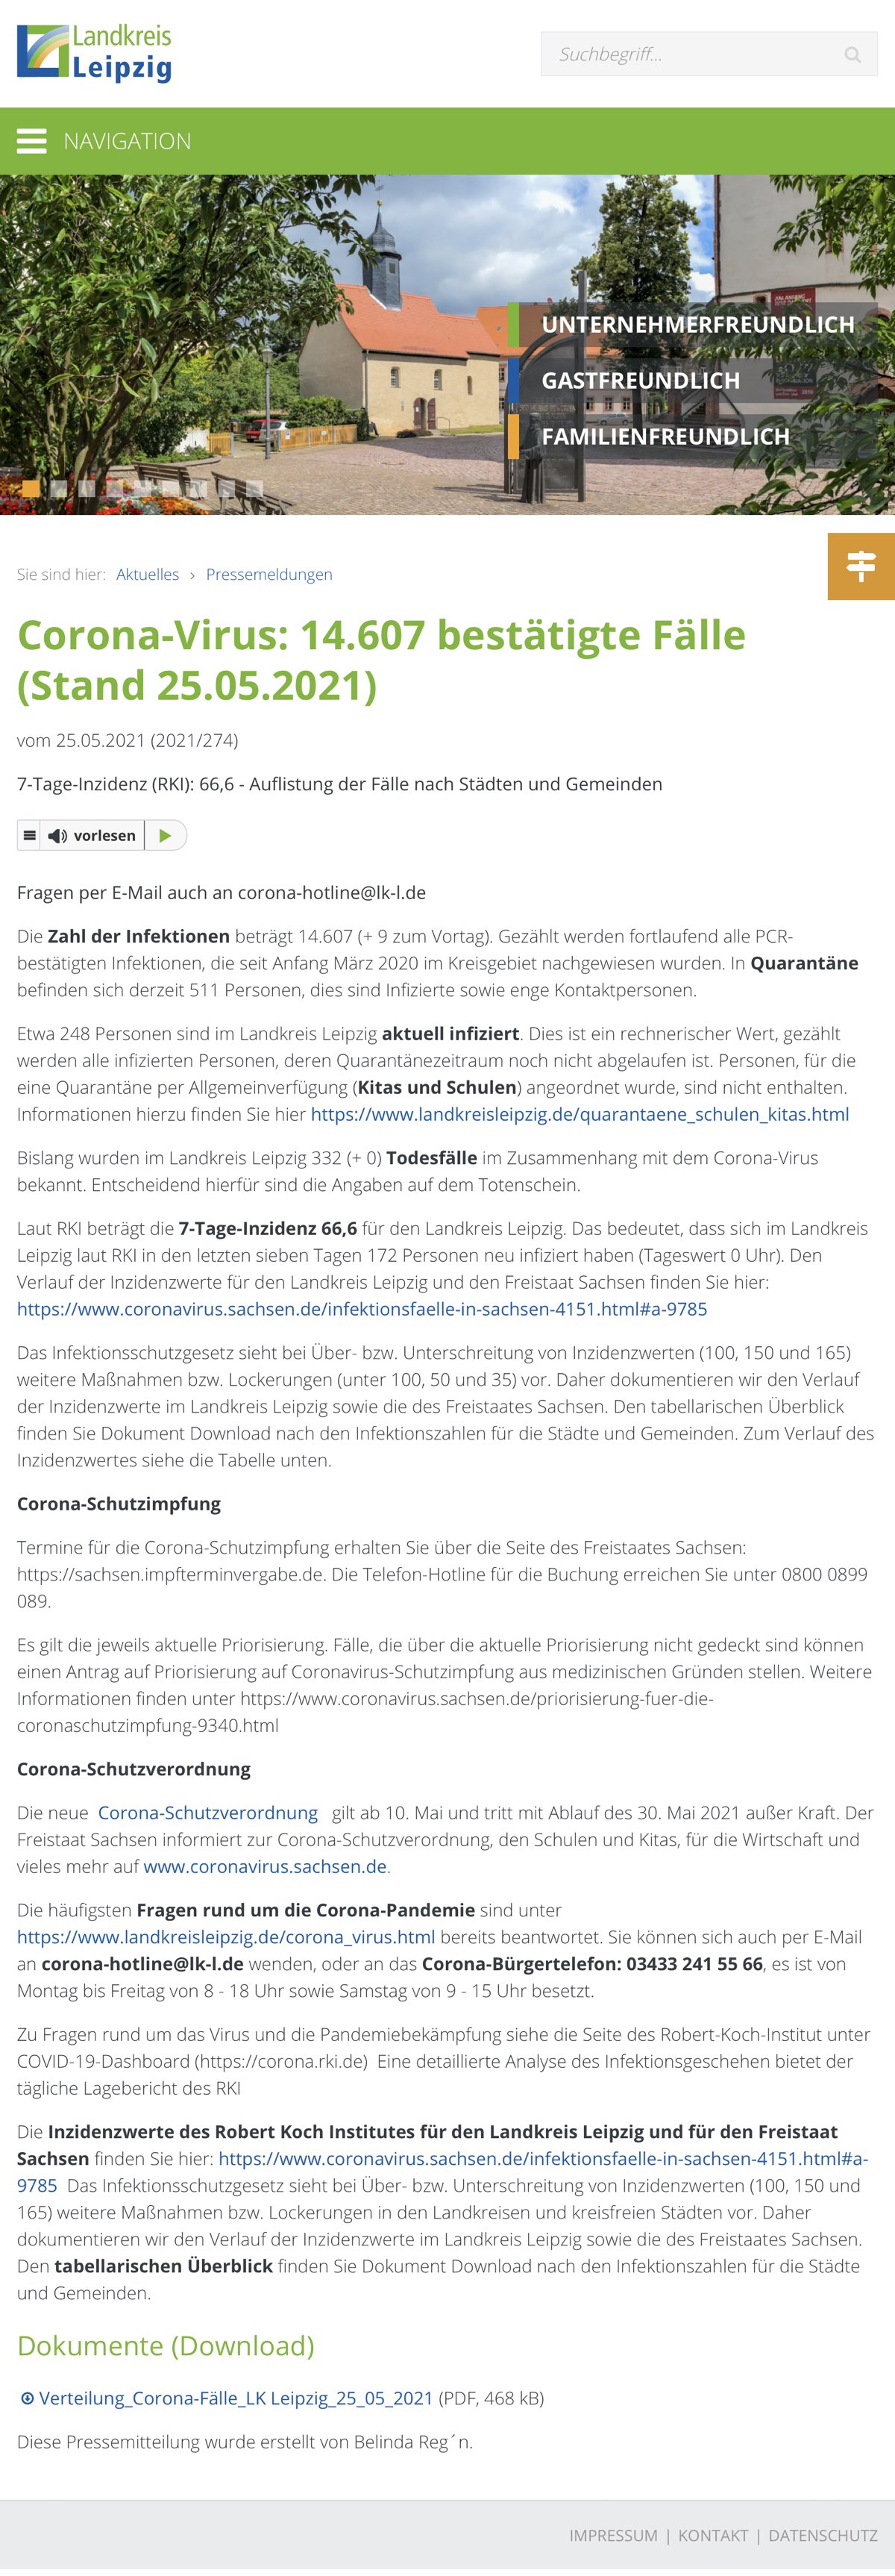 Landkreis
Leipzig
Suchbegriff...
NAVIGATION
UNTERNEHMERFREUNDLICH
GASTFREUNDLICH
FAMILIENFREUNDLICH
Sie sind hier: Aktuelles › Pressemeldungen
Corona-Virus: 14.607 bestätigte Fälle
(Stand 25.05.2021)
vom 25.05.2021 (2021/274)
7-Tage-Inzidenz (RKI): 66,6 - Auflistung der Fälle nach Städten und Gemeinden
vorlesen
Fragen per E-Mail auch an corona-hotline@lk-l.de
Die Zahl der Infektionen beträgt 14.607 (+ 9 zum Vortag). Gezählt werden fortlaufend alle PCR-
bestätigten Infektionen, die seit Anfang März 2020 im Kreisgebiet nachgewiesen wurden. In Quarantäne
befinden sich derzeit 511 Personen, dies sind Infizierte sowie enge Kontaktpersonen.
Etwa 248 Personen sind im Landkreis Leipzig aktuell infiziert. Dies ist ein rechnerischer Wert, gezählt
werden alle infizierten Personen, deren Quarantänezeitraum noch nicht abgelaufen ist. Personen, für die
eine Quarantäne per Allgemeinverfügung (Kitas und Schulen) angeordnet wurde, sind nicht enthalten.
Informationen hierzu finden Sie hier https://www.landkreisleipzig.de/quarantaene_schulen_kitas.html
Bislang wurden im Landkreis Leipzig 332 (+ 0) Todesfälle im Zusammenhang mit dem Corona-Virus
bekannt. Entscheidend hierfür sind die Angaben auf dem Totenschein.
Laut RKI beträgt die 7-Tage-Inzidenz 66,6 für den Landkreis Leipzig. Das bedeutet, dass sich im Landkreis
Leipzig laut RKI in den letzten sieben Tagen 172 Personen neu infiziert haben (Tageswert 0 Uhr). Den
Verlauf der Inzidenzwerte für den Landkreis Leipzig und den Freistaat Sachsen finden Sie hier:
https://www.coronavirus.sachsen.de/infektionsfaelle-in-sachsen-4151.html#a-9785
Das Infektionsschutzgesetz sieht bei Über- bzw. Unterschreitung von Inzidenzwerten (100, 150 und 165)
weitere Maßnahmen bzw. Lockerungen (unter 100, 50 und 35) vor. Daher dokumentieren wir den Verlauf
der Inzidenzwerte im Landkreis Leipzig sowie die des Freistaates Sachsen. Den tabellarischen Überblick
finden Sie Dokument Download nach den Infektionszahlen für die Städte und Gemeinden. Zum Verlauf des
Inzidenzwertes siehe die Tabelle unten.
Corona-Schutzimpfung
Termine für die Corona-Schutzimpfung erhalten Sie über die Seite des Freistaates Sachsen:
https://sachsen.impfterminvergabe.de. Die Telefon-Hotline für die Buchung erreichen Sie unter 0800 0899
089.
Es gilt die jeweils aktuelle Priorisierung. Fälle, die über die aktuelle Priorisierung nicht gedeckt sind können
einen Antrag auf Priorisierung auf Coronavirus-Schutzimpfung aus medizinischen Gründen stellen. Weitere
Informationen finden unter https://www.coronavirus.sachsen.de/priorisierung-fuer-die-
coronaschutzimpfung-9340.html
Corona-Schutzverordnung
Die neue Corona-Schutzverordnung gilt ab 10. Mai und tritt mit Ablauf des 30. Mai 2021 außer Kraft. Der
Freistaat Sachsen informiert zur Corona-Schutzverordnung, den Schulen und Kitas, für die Wirtschaft und
vieles mehr auf www.coronavirus.sachsen.de.
Die häufigsten Fragen rund um die Corona-Pandemie sind unter
https://www.landkreisleipzig.de/corona_virus.html bereits beantwortet. Sie können sich auch per E-Mail
an corona-hotline@lk-l.de wenden, oder an das Corona-Bürgertelefon: 03433 241 55 66, es ist von
Montag bis Freitag von 8 - 18 Uhr sowie Samstag von 9 - 15 Uhr besetzt.
Zu Fragen rund um das Virus und die Pandemiebekämpfung siehe die Seite des Robert-Koch-Institut unter
COVID-19-Dashboard (https://corona.rki.de) Eine detaillierte Analyse des Infektionsgeschehen bietet der
tägliche Lagebericht des RKI
Die Inzidenzwerte des Robert Koch Institutes für den Landkreis Leipzig und für den Freistaat
Sachsen finden Sie hier: https://www.coronavirus.sachsen.de/infektionsfaelle-in-sachsen-4151.html#a-
9785 Das Infektionsschutzgesetz sieht bei Über- bzw. Unterschreitung von Inzidenzwerten (100, 150 und
165) weitere Maßnahmen bzw. Lockerungen in den Landkreisen und kreisfreien Städten vor. Daher
dokumentieren wir den Verlauf der Inzidenzwerte im Landkreis Leipzig sowie die des Freistaates Sachsen.
Den tabellarischen Überblick finden Sie Dokument Download nach den Infektionszahlen für die Städte
und Gemeinden.
Dokumente (Download)
Verteilung_Corona-Fälle_LK Leipzig_25_05_2021 (PDF, 468 kB)
Diese Pressemitteilung wurde erstellt von Belinda Reg´n.
IMPRESSUM | KONTAKT | DATENSCHUTZ